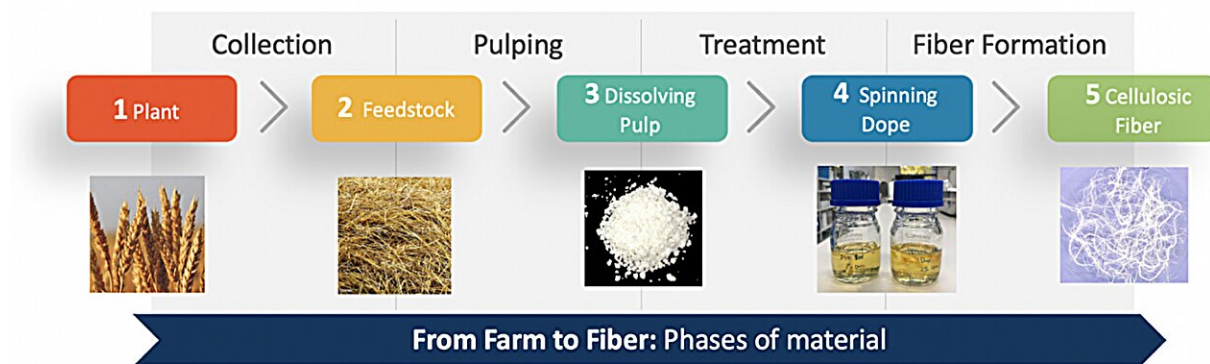 Collection
Pulping
Treatment
Fiber Formation
1 Plant
2 Feedstock
3 Dissolving
Pulp
4 Spinning
Dope
5 Cellulosic
Fiber
From Farm to Fiber: Phases of material